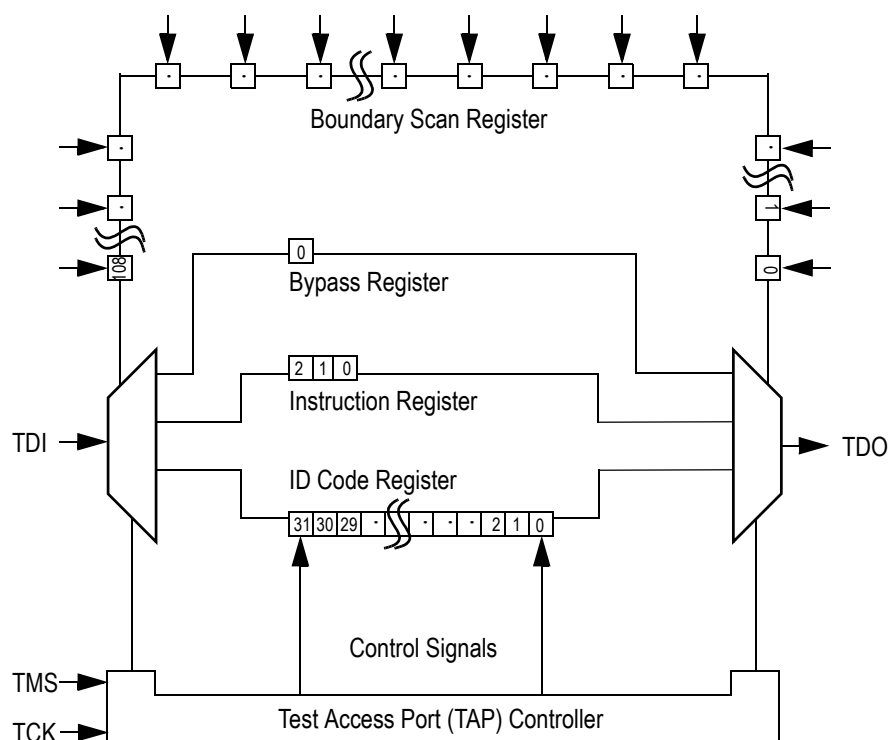 · · · · · · · ·
Boundary Scan Register
· ·
· 1
108 0
0
Bypass Register
2 1 0
Instruction Register
TDI
TDO
ID Code Register
31 30 29 · · · · 2 1 0
Control Signals
TMS
Test Access Port (TAP) Controller
TCK